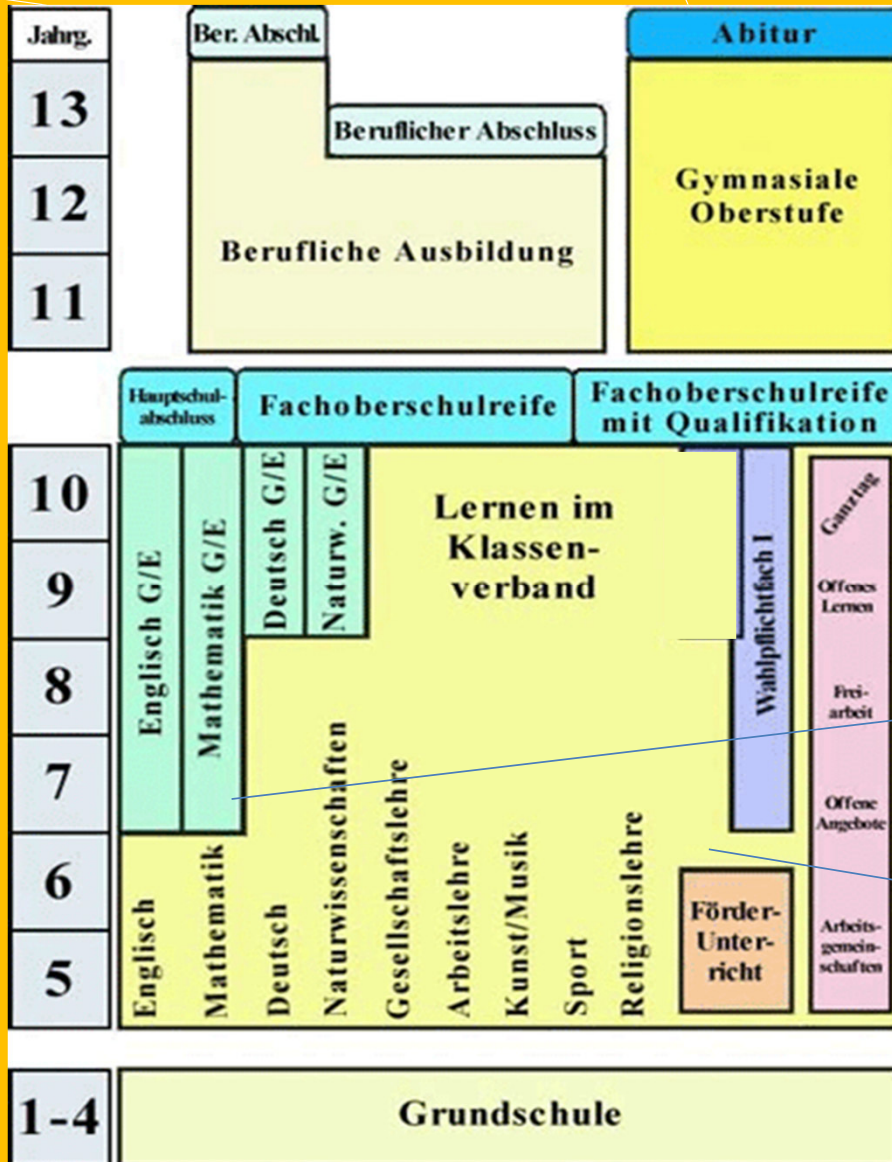 Jahrg.
Ber. Abschl.
Abitur
13
Beruflicher Abschluss
Gymnasiale
Oberstufe
12
Berufliche Ausbildung
11
Hauptschul-
abschluss
Fachoberschulreife
Fachoberschulreife
mit Qualifikation
10
9
8
7
6
5
Englisch G/E
Mathematik G/E
Deutsch G/E
Naturw. G/E
Lernen im
Klassen-
verband
Wahlpflichtfach I
Ganztag
Offenes
Lernen
Frei-
arbeit
Offene
Angebote
Arbeits-
gemein-
schaften
Englisch
Mathematik
Deutsch
Naturwissenschaften
Gesellschaftslehre
Arbeitslehre
Kunst/Musik
Sport
Religionslehre
Förder-
Unter-
richt
1-4
Grundschule